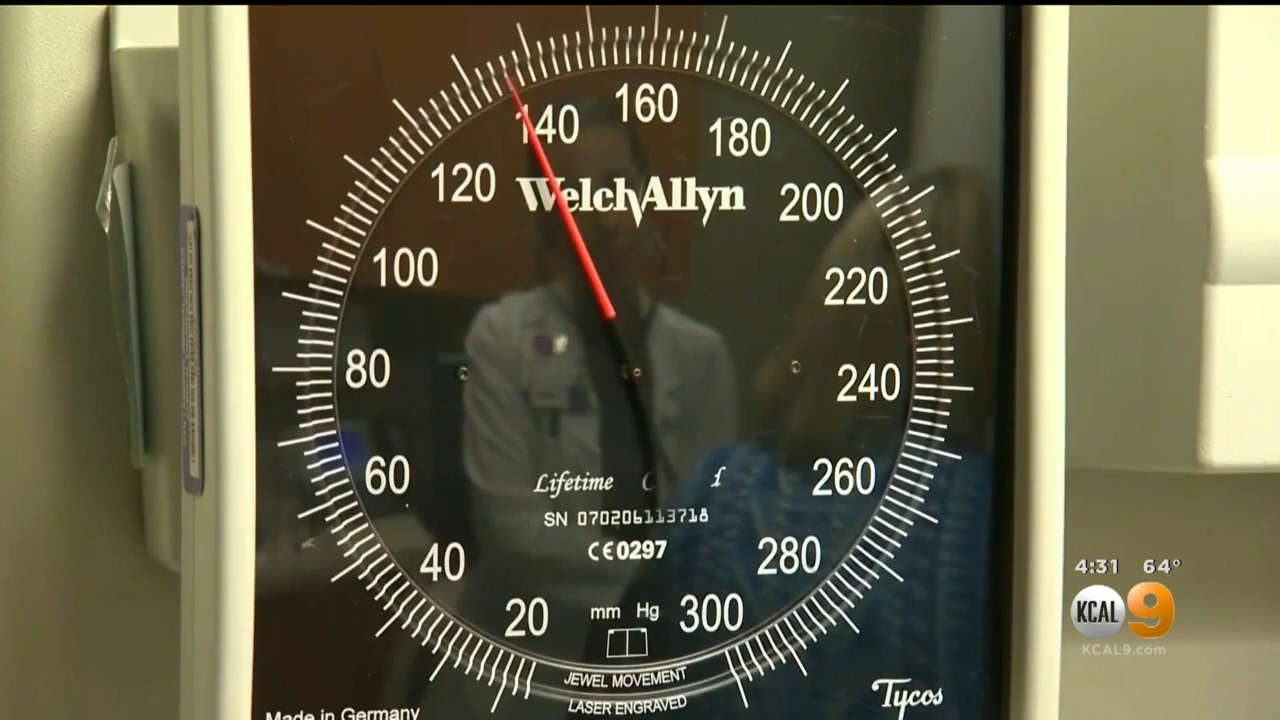 160
140
180
120
WelchAllyn
200
100
220
80
240
60
260
Lifetime C
SN 070206113718
CE0297
40
280
20
mm Hg
300
JEWEL MOVEMENT
LASER ENGRAVED
Tycos
Made in Germany
4:31 64°
KCAL 9
KCAL9.com